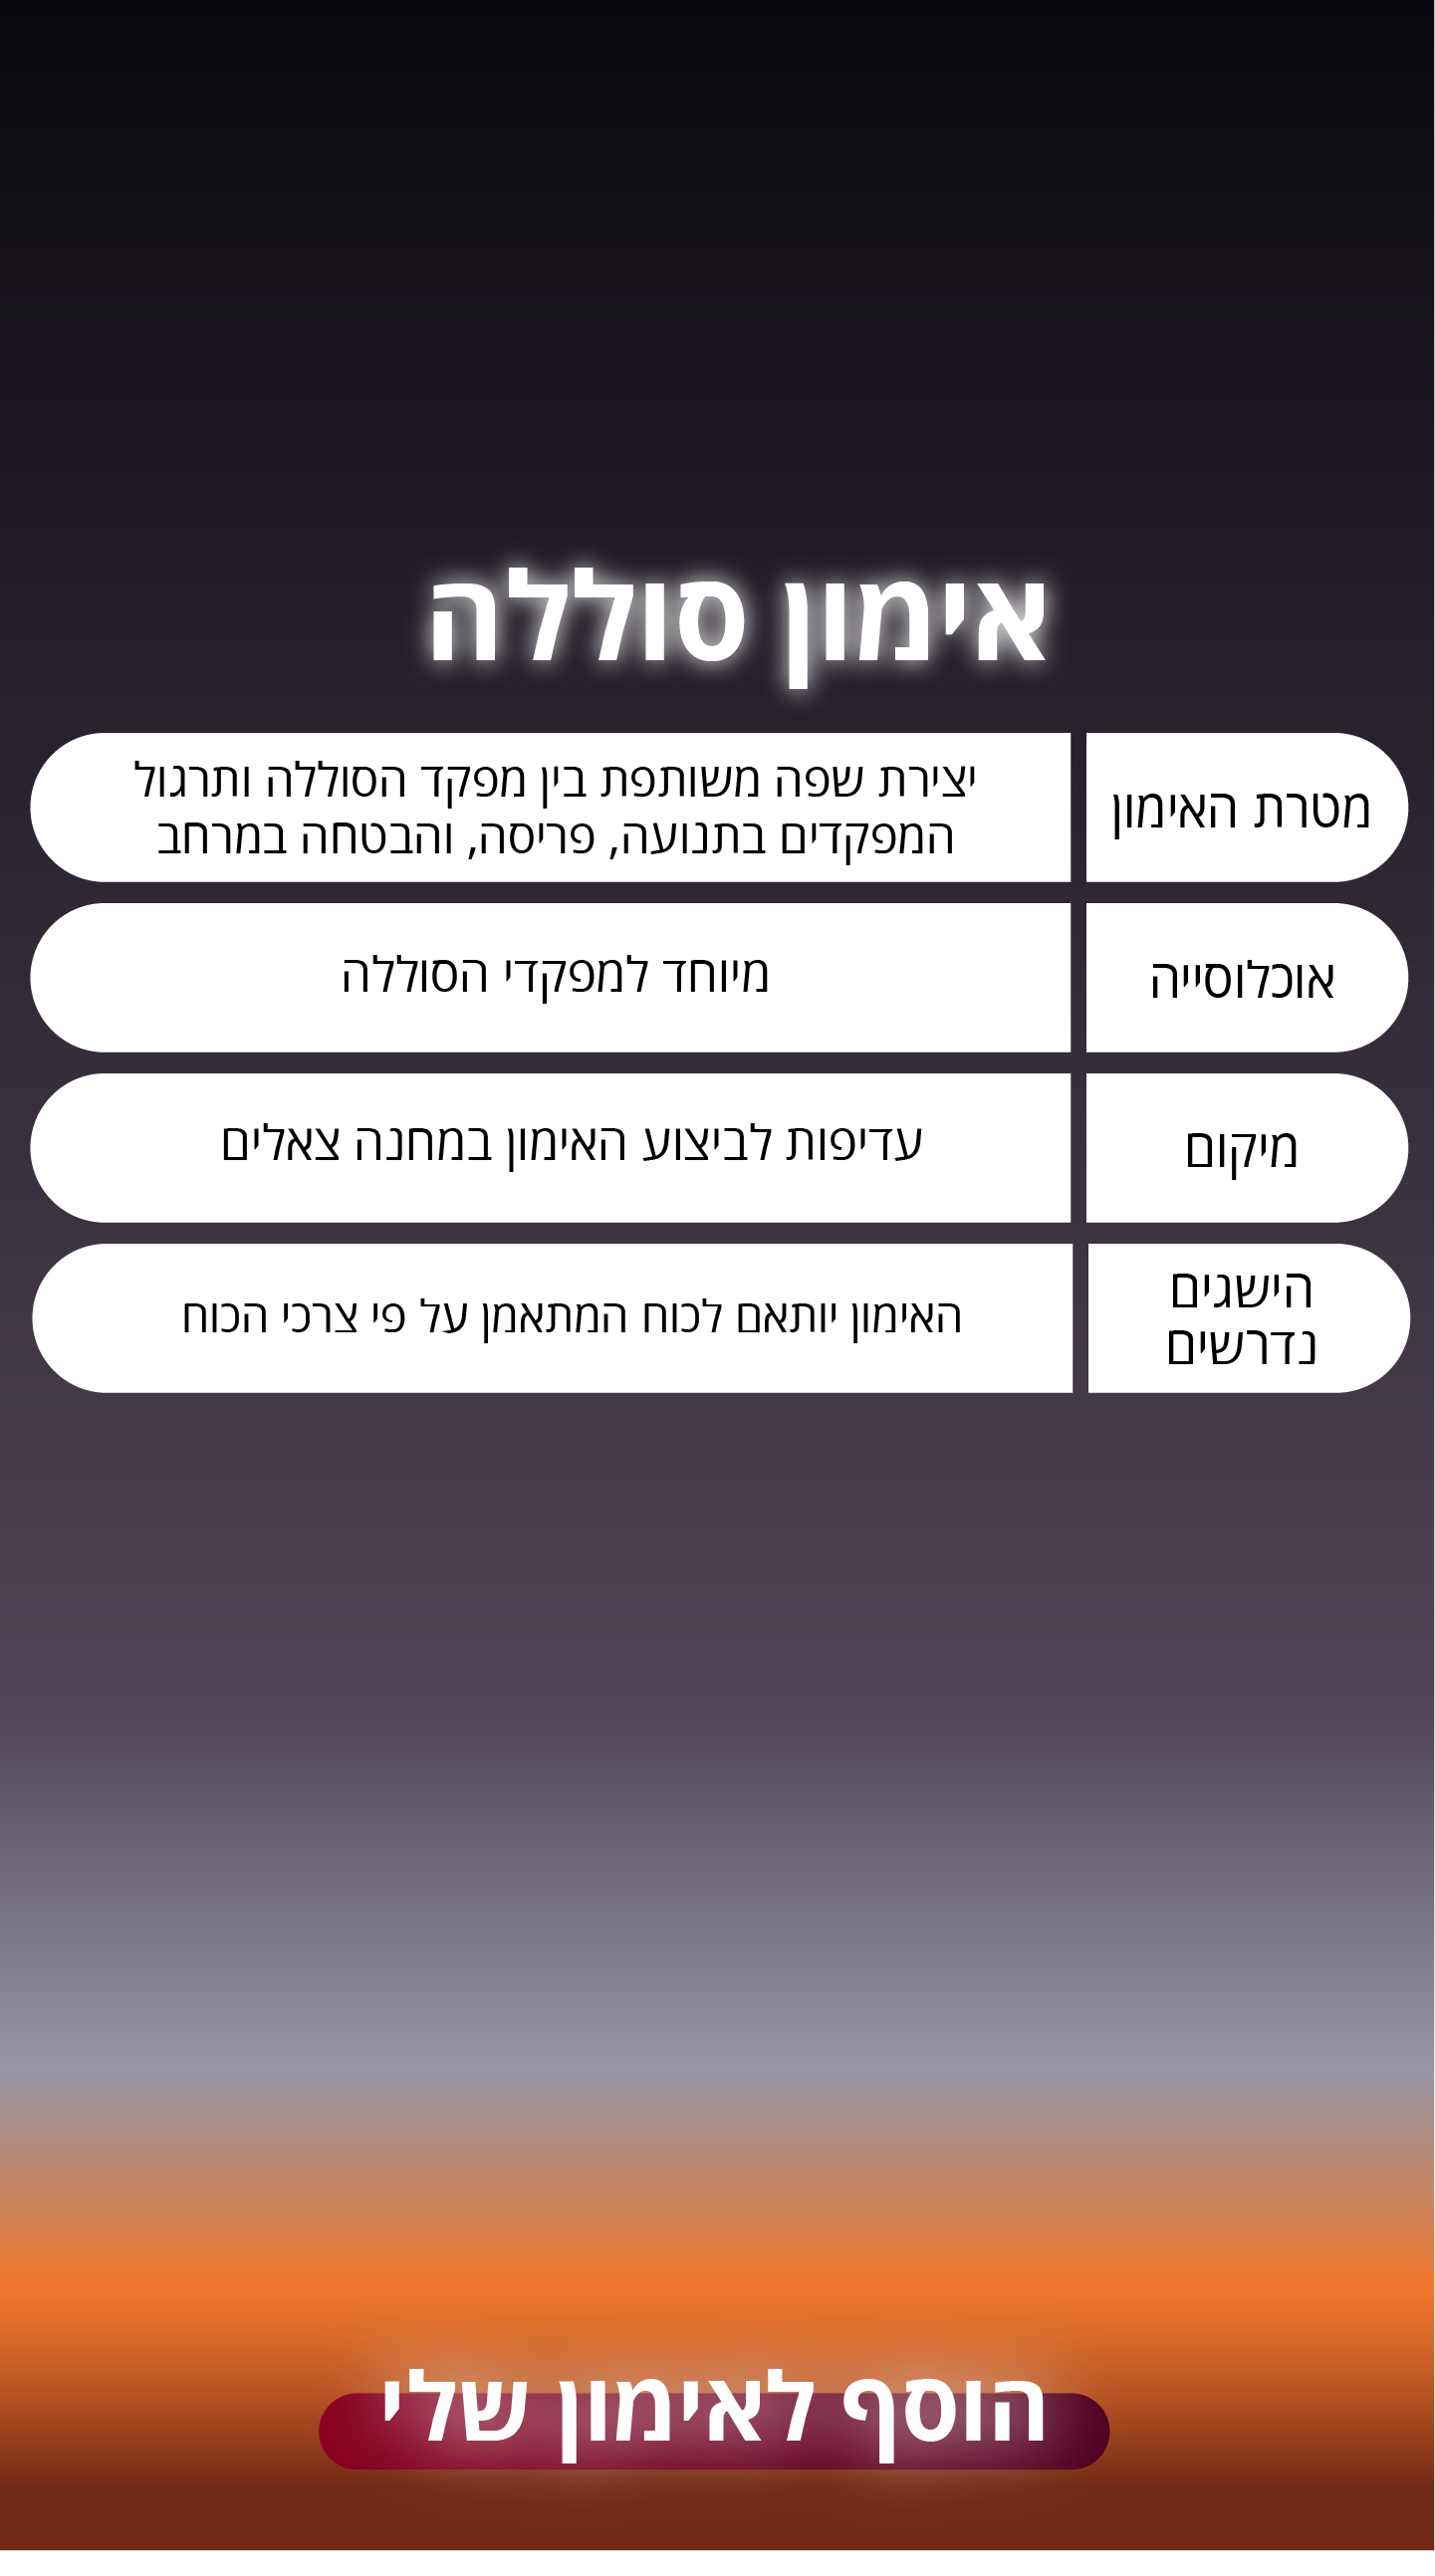 אימון סוללה
מטרת האימון
יצירת שפה משותפת בין מפקד הסוללה ותרגול
המפקדים בתנועה, פריסה, והבטחה במרחב
אוכלוסייה
מיוחד למפקדי הסוללה
מיקום
עדיפות לביצוע האימון במחנה צאלים
הישגים
נדרשים
האימון יותאם לכוח המתאמן על פי צרכי הכוח
הוסף לאימון שלי